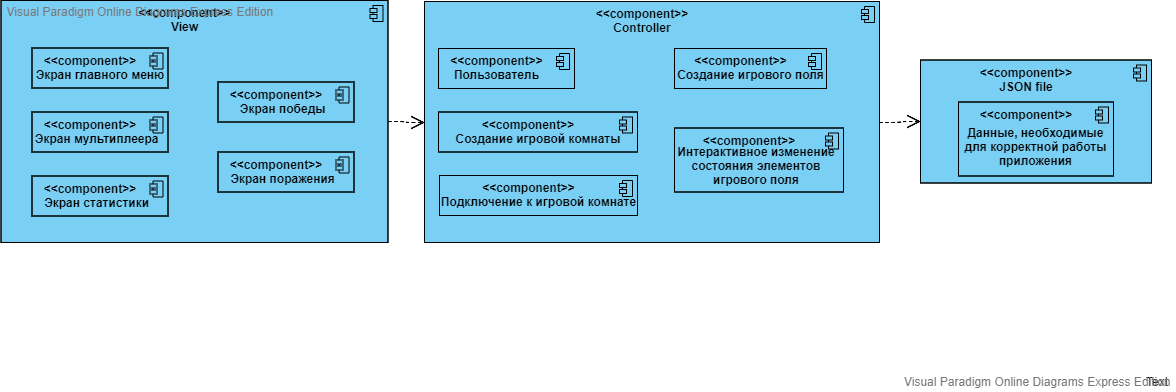 Visual Paradigm Online Diagrams Express Edition
<<component>>
View
<<component>>
Экран главного меню
<<component>>
Экран победы
<<component>>
Экран мультиплеера
<<component>>
Экран поражения
<<component>>
Экран статистики
<<component>>
Controller
<<component>>
Пользователь
<<component>>
Создание игрового поля
<<component>>
Создание игровой комнаты
<<component>>
Интерактивное изменение
состояния элементов
игрового поля
<<component>>
Подключение к игровой комнате
<<component>>
JSON file
<<component>>
Данные, необходимые
для корректной работы
приложения
Visual Paradigm Online Diagrams Express Edition
Text